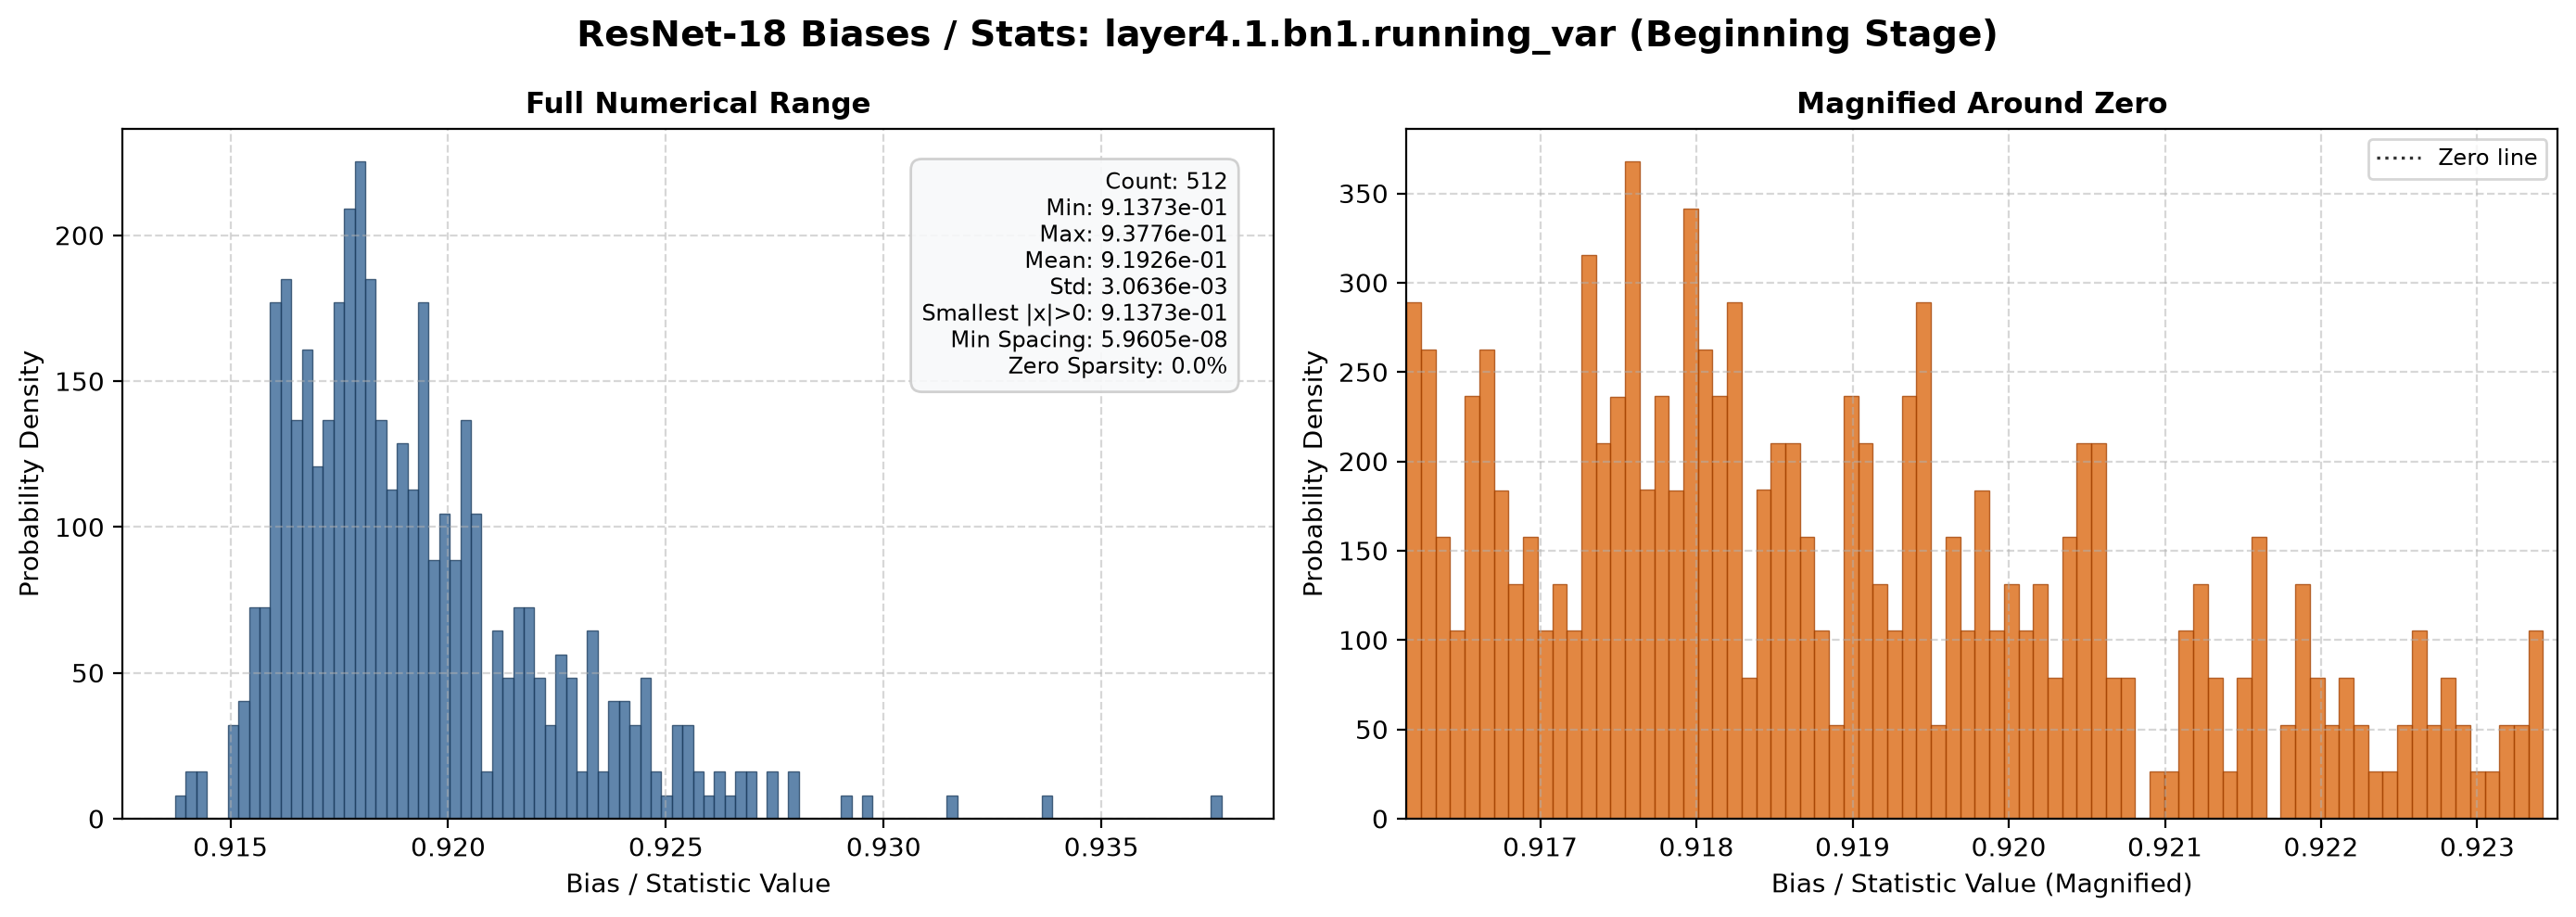 ResNet-18 Biases / Stats: layer4.1.bn1.running_var (Beginning Stage)
Full Numerical Range
Probability Density
200
150
100
50
0
Count: 512
Min: 9.1373e-01
Max: 9.3776e-01
Mean: 9.1926e-01
Std: 3.0636e-03
Smallest |x|>0: 9.1373e-01
Min Spacing: 5.9605e-08
Zero Sparsity: 0.0%
0.915 0.920 0.925 0.930 0.935
Bias / Statistic Value
Magnified Around Zero
Probability Density
350
300
250
200
150
100
50
0
Zero line
0.917 0.918 0.919 0.920 0.921 0.922 0.923
Bias / Statistic Value (Magnified)